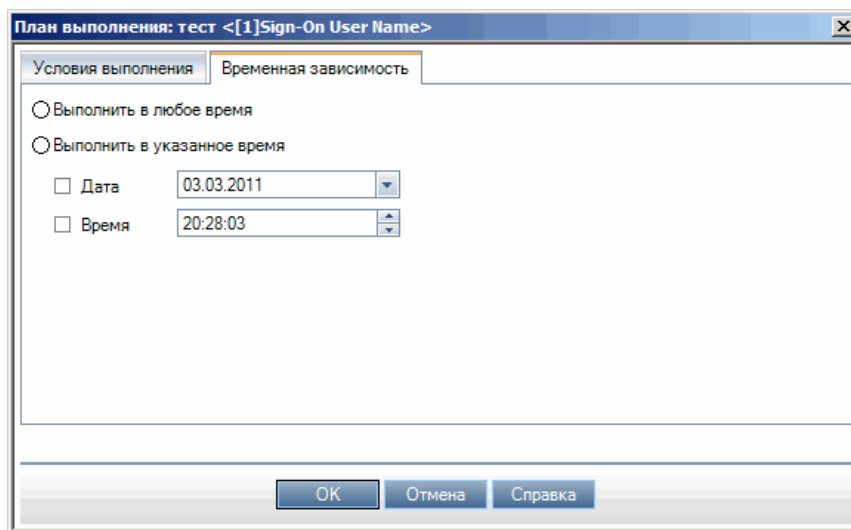 План выполнения: тест <[1]Sign-On User Name>
Условия выполнения Временная зависимость
Выполнить в любое время
Выполнить в указанное время
Дата 03.03.2011
Время 20:28:03
OK Отмена Справка